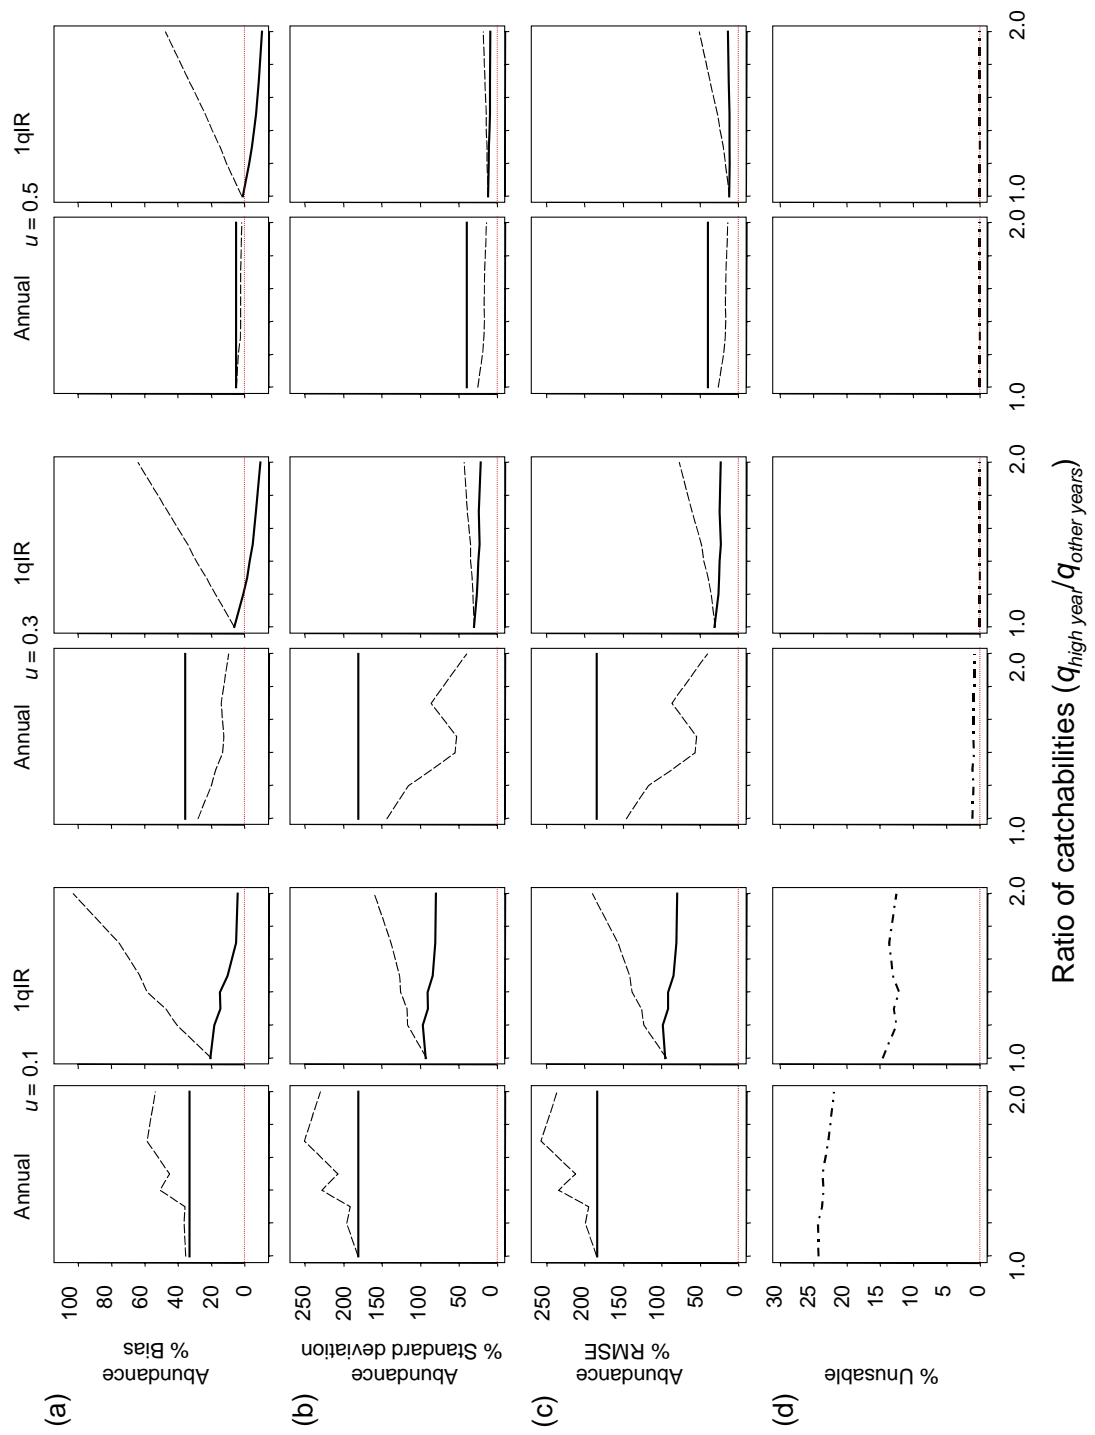 Annual u = 0.1 1qIR Annual u = 0.3 1qIR Annual u = 0.5 1qIR
(a)
Abundance
% Bias
100
80
60
40
20
0
(b)
Abundance
% Standard deviation
250
200
150
100
50
0
(c)
Abundance
% RMSE
250
200
150
100
50
0
(d)
% Unusable
30
25
20
15
10
5
0
1.0 2.0 1.0 2.0 1.0 2.0 1.0 2.0 1.0 2.0 1.0 2.0
Ratio of catchabilities (q high year/q other years)